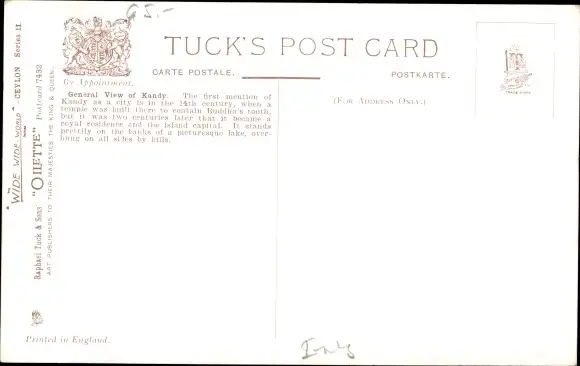 95.-
TUCK'S POST CARD
CARTE POSTALE.
POSTKARTE.
By Appointment.
(FOR ADDRESS ONLY.)
General View of Kandy. The first mention of
Kandy as a city is in the 14th century, when a
temple was built there to contain Buddha's tooth,
but it was two centuries later that it became a
royal residence and the island capital. It stands
prettily on the banks of a picturesque lake, over-
hung on all sides by hills.
"WIDE-WIDE-WORLD" - CEYLON Series II.
Raphael Tuck & Sons' "OILETTE" Postcard 7432
ART PUBLISHERS TO THEIR MAJESTIES THE KING & QUEEN.
TRADE MARK
Printed in England.